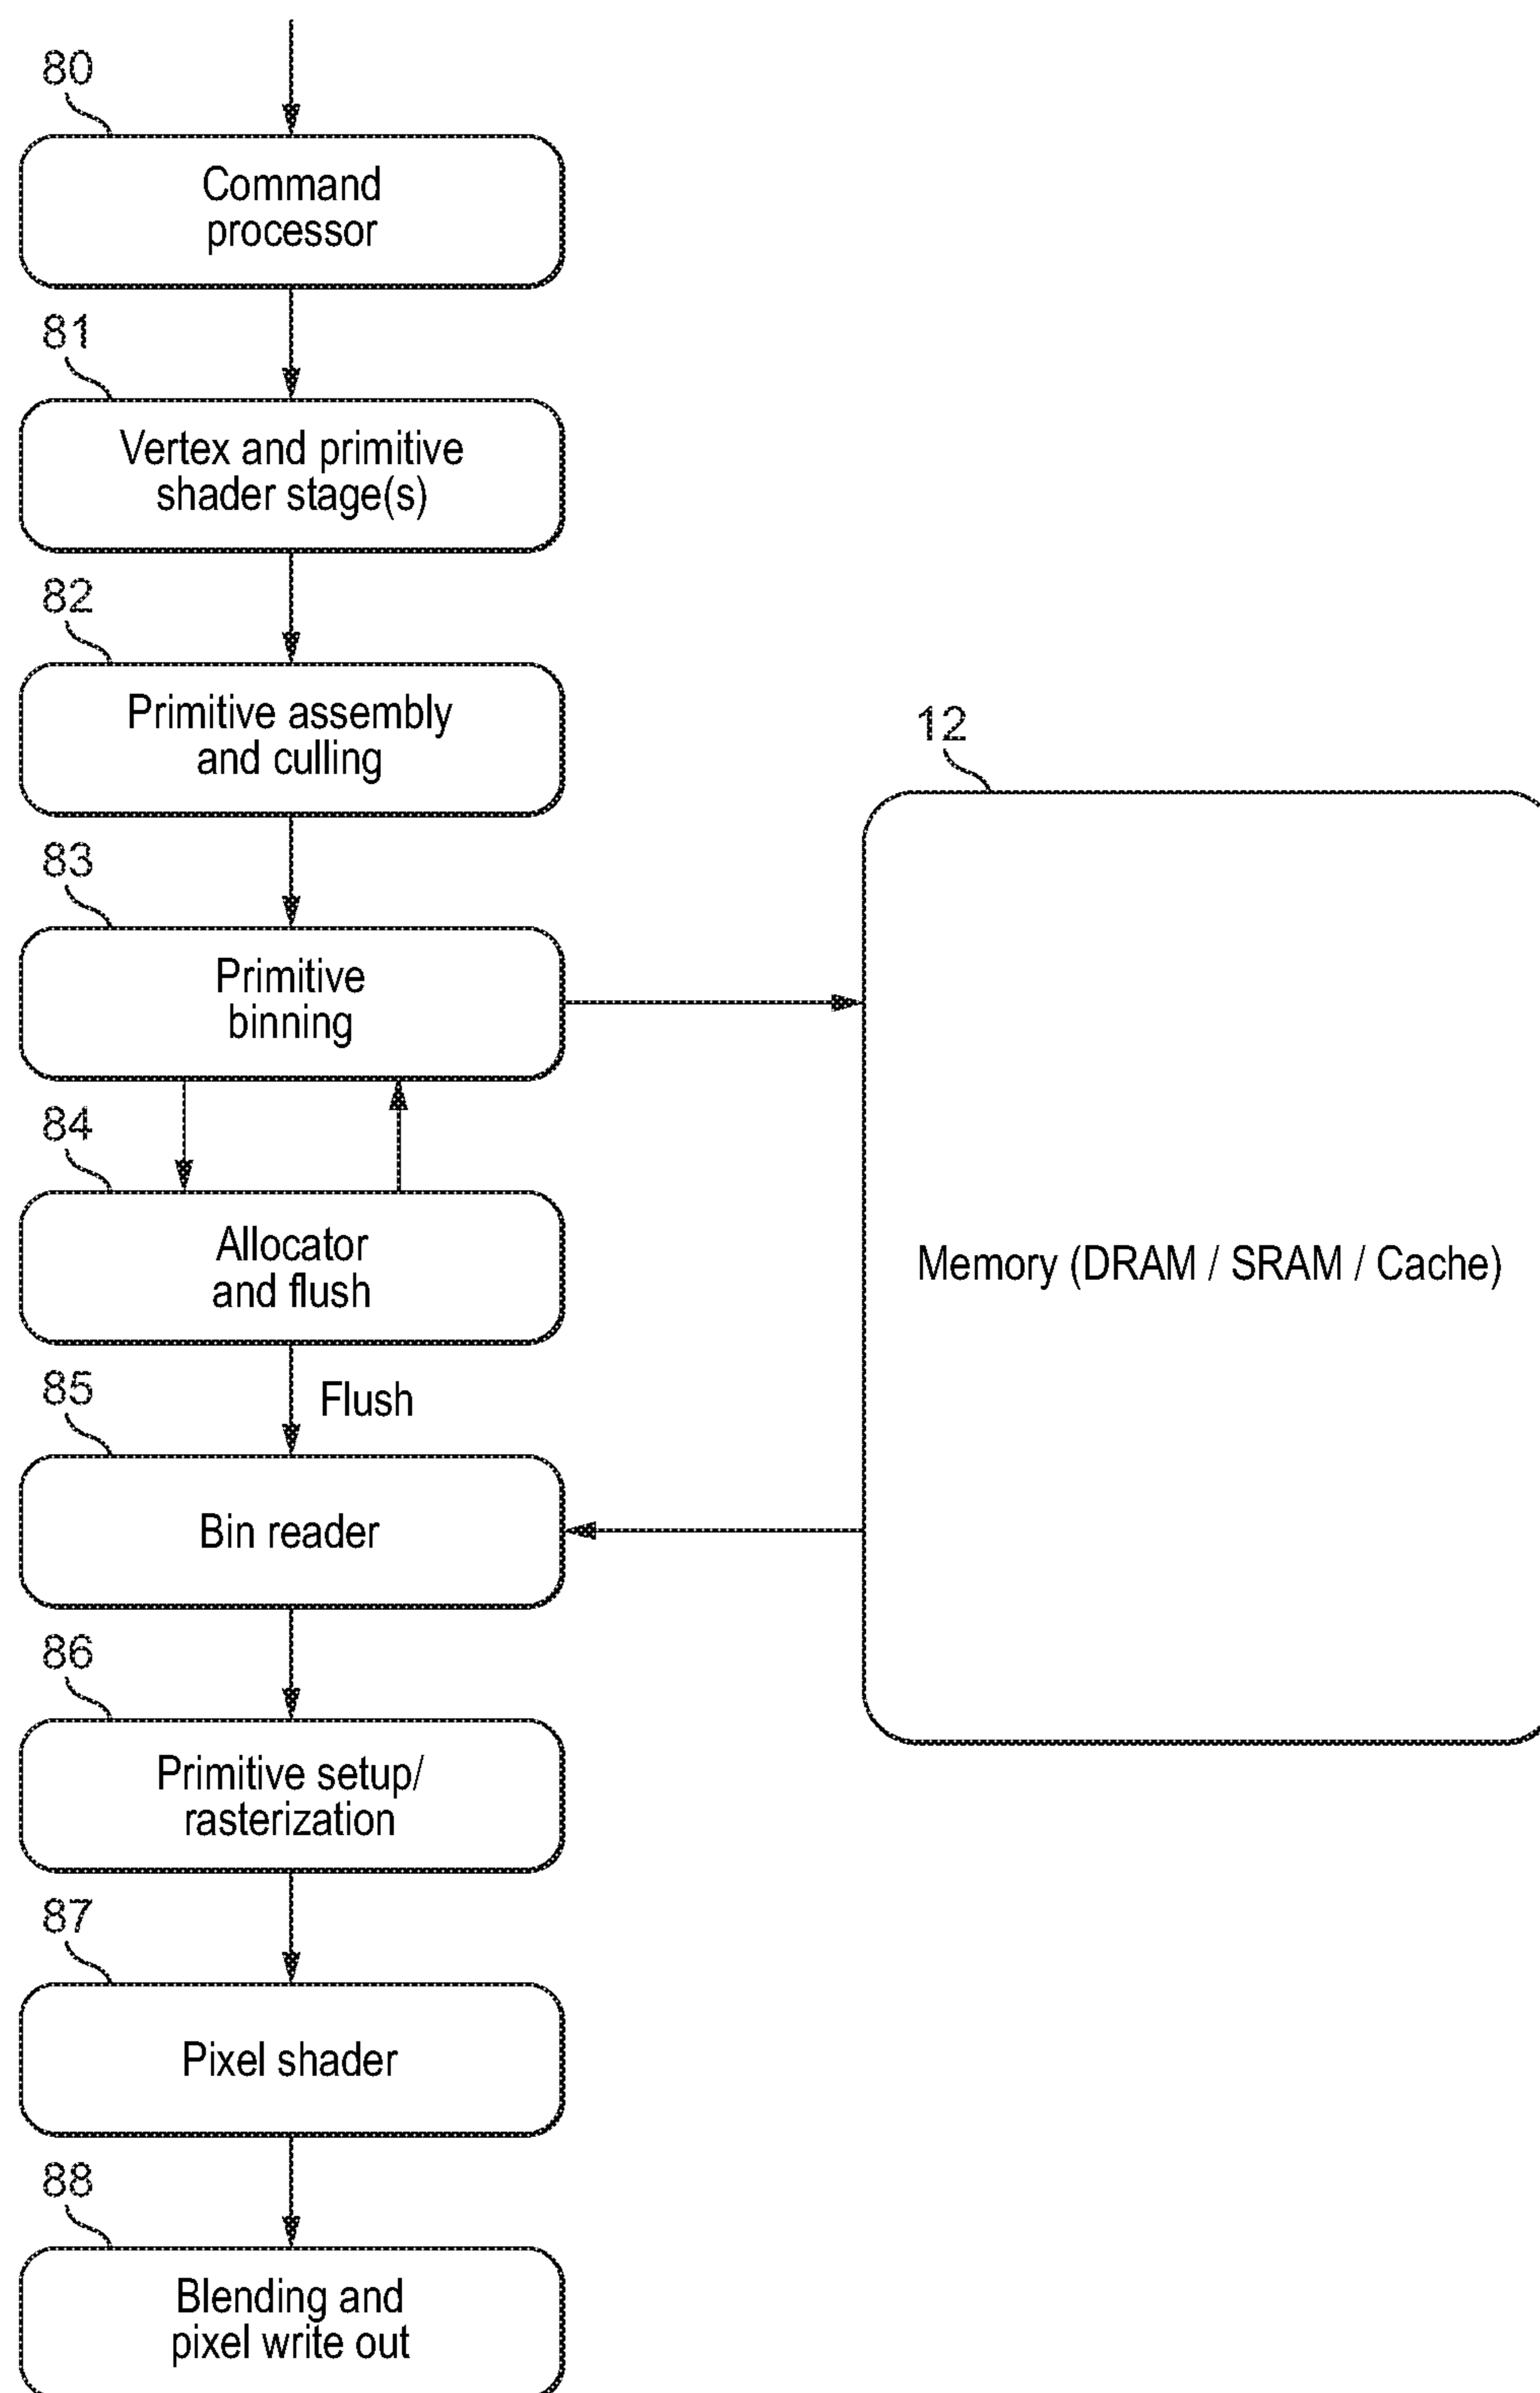 80
Command
processor
81
Vertex and primitive
shader stage(s)
82
Primitive assembly
and culling
12
83
Primitive
binning
84
Allocator
and flush
Memory (DRAM / SRAM / Cache)
85
Flush
Bin reader
86
Primitive setup/
rasterization
87
Pixel shader
88
Blending and
pixel write out